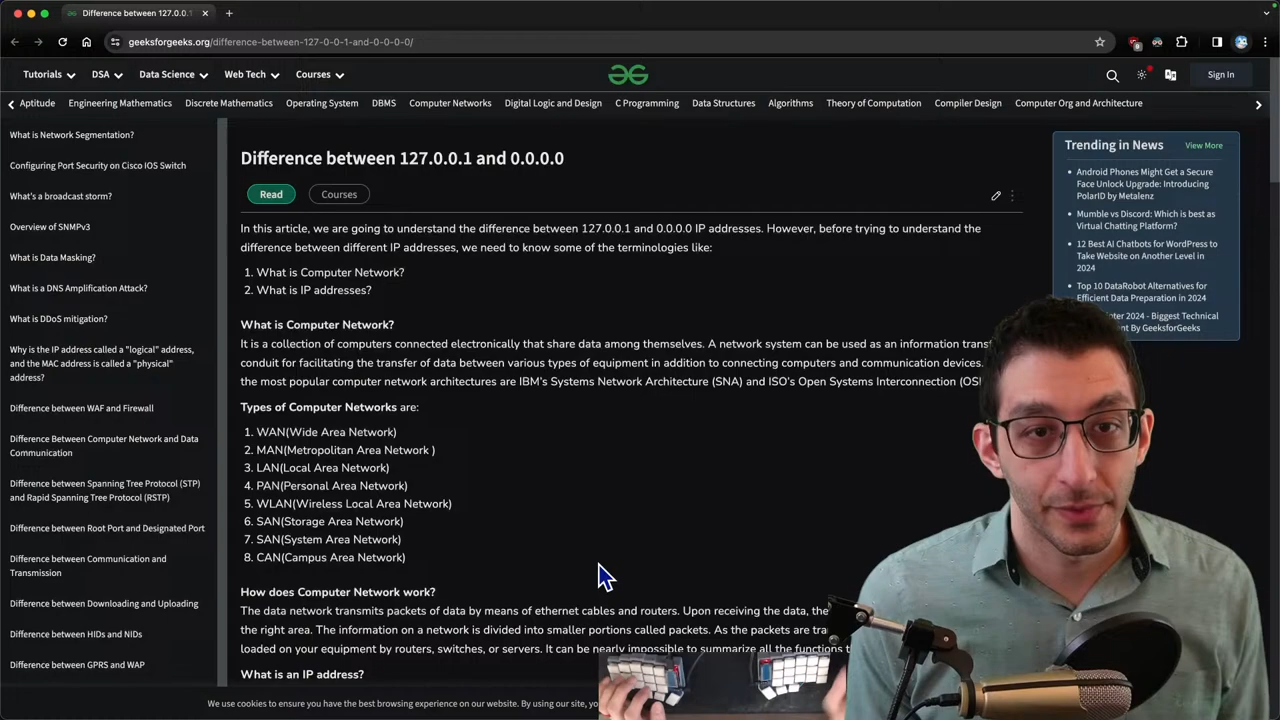 Difference between 127.0.0.1
geeksforgeeks.org/difference-between-127-0-0-1-and-0-0-0-0/
Tutorials DSA Data Science Web Tech Courses Sign In
Aptitude Engineering Mathematics Discrete Mathematics Operating System DBMS Computer Networks Digital Logic and Design C Programming Data Structures Algorithms Theory of Computation Compiler Design Computer Org and Architecture
What is Network Segmentation?
Configuring Port Security on Cisco IOS Switch
What's a broadcast storm?
Overview of SNMPv3
What is Data Masking?
What is a DNS Amplification Attack?
What is DDoS mitigation?
Why is the IP address called a "logical" address,
and the MAC address is called a "physical"
address?
Difference between WAF and Firewall
Difference Between Computer Network and Data
Communication
Difference between Spanning Tree Protocol (STP)
and Rapid Spanning Tree Protocol (RSTP)
Difference between Root Port and Designated Port
Difference between Communication and
Transmission
Difference between Downloading and Uploading
Difference between HIDs and NIDs
Difference between GPRS and WAP
Difference between 127.0.0.1 and 0.0.0.0
Read Courses
In this article, we are going to understand the difference between 127.0.0.1 and 0.0.0.0 IP addresses. However, before trying to understand the
difference between different IP addresses, we need to know some of the terminologies like:
1. What is Computer Network?
2. What is IP addresses?
What is Computer Network?
It is a collection of computers connected electronically that share data among themselves. A network system can be used as an information transf
conduit for facilitating the transfer of data between various types of equipment in addition to connecting computers and communication devices.
the most popular computer network architectures are IBM's Systems Network Architecture (SNA) and ISO's Open Systems Interconnection (OSI
Types of Computer Networks are:
1. WAN(Wide Area Network)
2. MAN(Metropolitan Area Network )
3. LAN(Local Area Network)
4. PAN(Personal Area Network)
5. WLAN(Wireless Local Area Network)
6. SAN(Storage Area Network)
7. SAN(System Area Network)
8. CAN(Campus Area Network)
How does Computer Network work?
The data network transmits packets of data by means of ethernet cables and routers. Upon receiving the data, the
the right area. The information on a network is divided into smaller portions called packets. As the packets are tra
loaded on your equipment by routers, switches, or servers. It can be nearly impossible to summarize all the functions
What is an IP address?
We use cookies to ensure you have the best browsing experience on our website. By using our site,
Trending in News View More
Android Phones Might Get a Secure
Face Unlock Upgrade: Introducing
PolarID by Metalenz
Mumble vs Discord: Which is best as
Virtual Chatting Platform?
12 Best AI Chatbots for WordPress to
Take Website on Another Level in
2024
Top 10 DataRobot Alternatives for
Efficient Data Preparation in 2024
2024 - Biggest Technical
By GeeksforGeeks